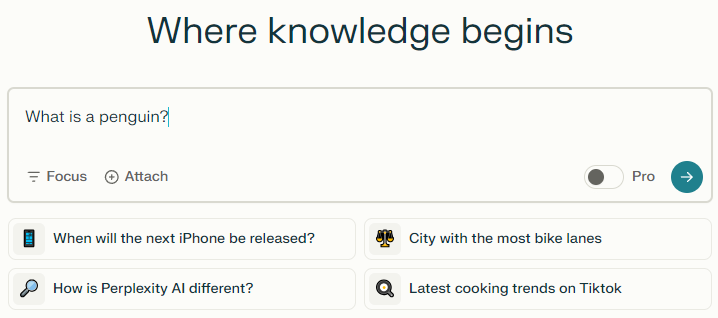 Where knowledge begins
What is a penguin?
Focus Attach Pro
When will the next iPhone be released? City with the most bike lanes
How is Perplexity AI different? Latest cooking trends on Tiktok